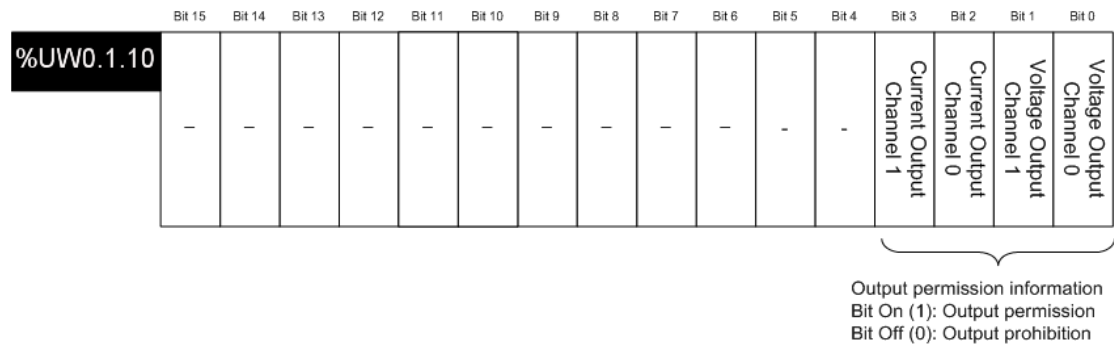 Bit 15 Bit 14 Bit 13 Bit 12 Bit 11 Bit 10 Bit 9 Bit 8 Bit 7 Bit 6 Bit 5 Bit 4 Bit 3 Bit 2 Bit 1 Bit 0
%UW0.1.10
– – – – – – – – – – - -
Current Output
Channel 1
Current Output
Channel 0
Voltage Output
Channel 1
Voltage Output
Channel 0
Output permission information
Bit On (1): Output permission
Bit Off (0): Output prohibition